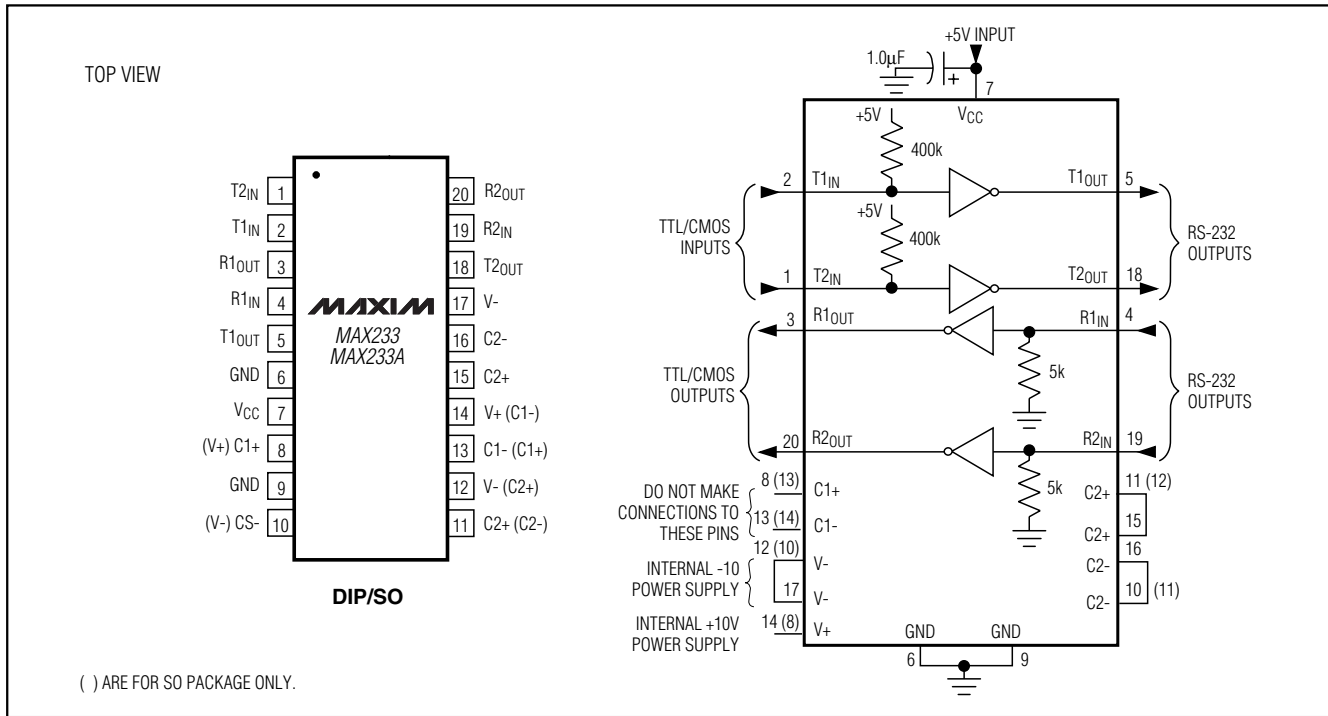 TOP VIEW
T2IN 1
T1IN 2
R1OUT 3
R1IN 4
T1OUT 5
GND 6
VCC 7
(V+) C1+ 8
GND 9
(V-) CS- 10
20 R2OUT
19 R2IN
18 T2OUT
17 V-
16 C2-
15 C2+
14 V+ (C1-)
13 C1- (C1+)
12 V- (C2+)
11 C2+ (C2-)
MAXIM
MAX233
MAX233A
DIP/SO
( ) ARE FOR SO PACKAGE ONLY.
+5V INPUT
1.0µF
+
7
VCC
+5V
400k
2 T1IN
T1OUT 5
+5V
400k
TTL/CMOS
INPUTS
RS-232
OUTPUTS
1 T2IN
T2OUT 18
3 R1OUT
R1IN 4
5k
TTL/CMOS
OUTPUTS
RS-232
OUTPUTS
20 R2OUT
R2IN 19
5k
DO NOT MAKE
CONNECTIONS TO
THESE PINS
8 (13) C1+
13 (14) C1-
INTERNAL -10
POWER SUPPLY
12 (10) V-
17 V-
INTERNAL +10V
POWER SUPPLY
14 (8) V+
C2+ 11 (12)
C2+ 15
C2- 16
C2- 10 (11)
GND GND
6 9